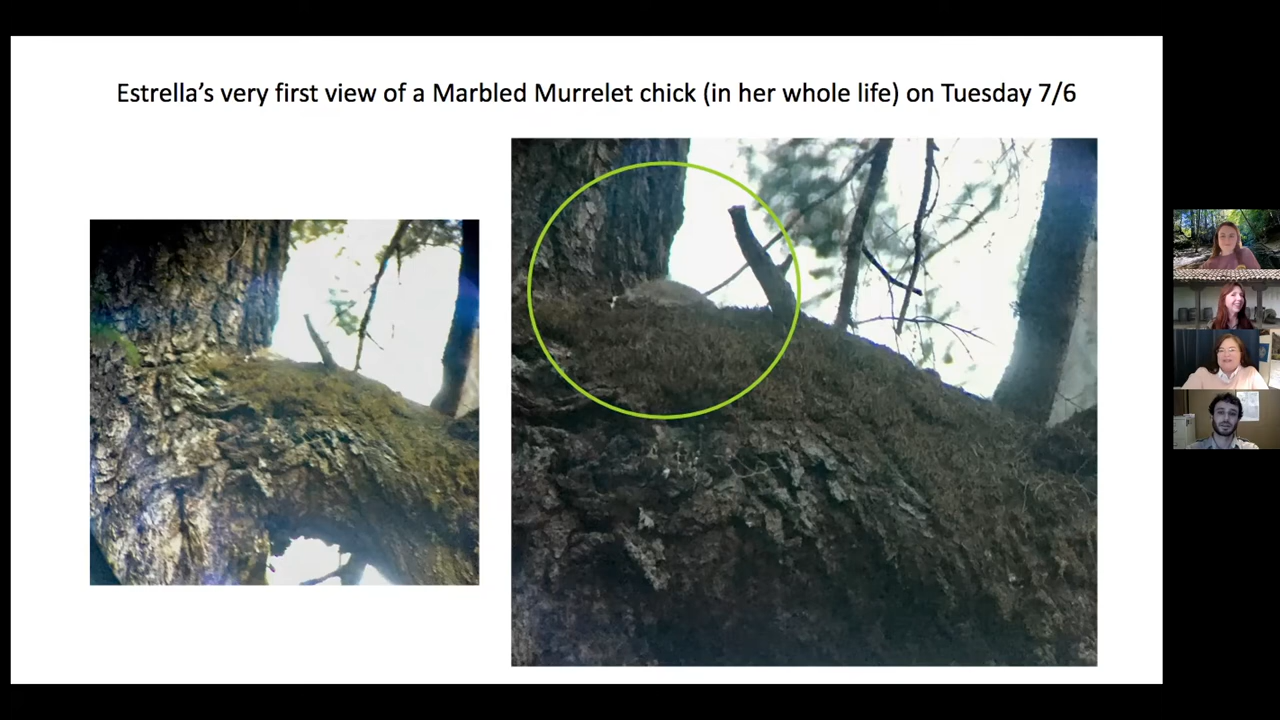 Estrella’s very first view of a Marbled Murrelet chick (in her whole life) on Tuesday 7/6